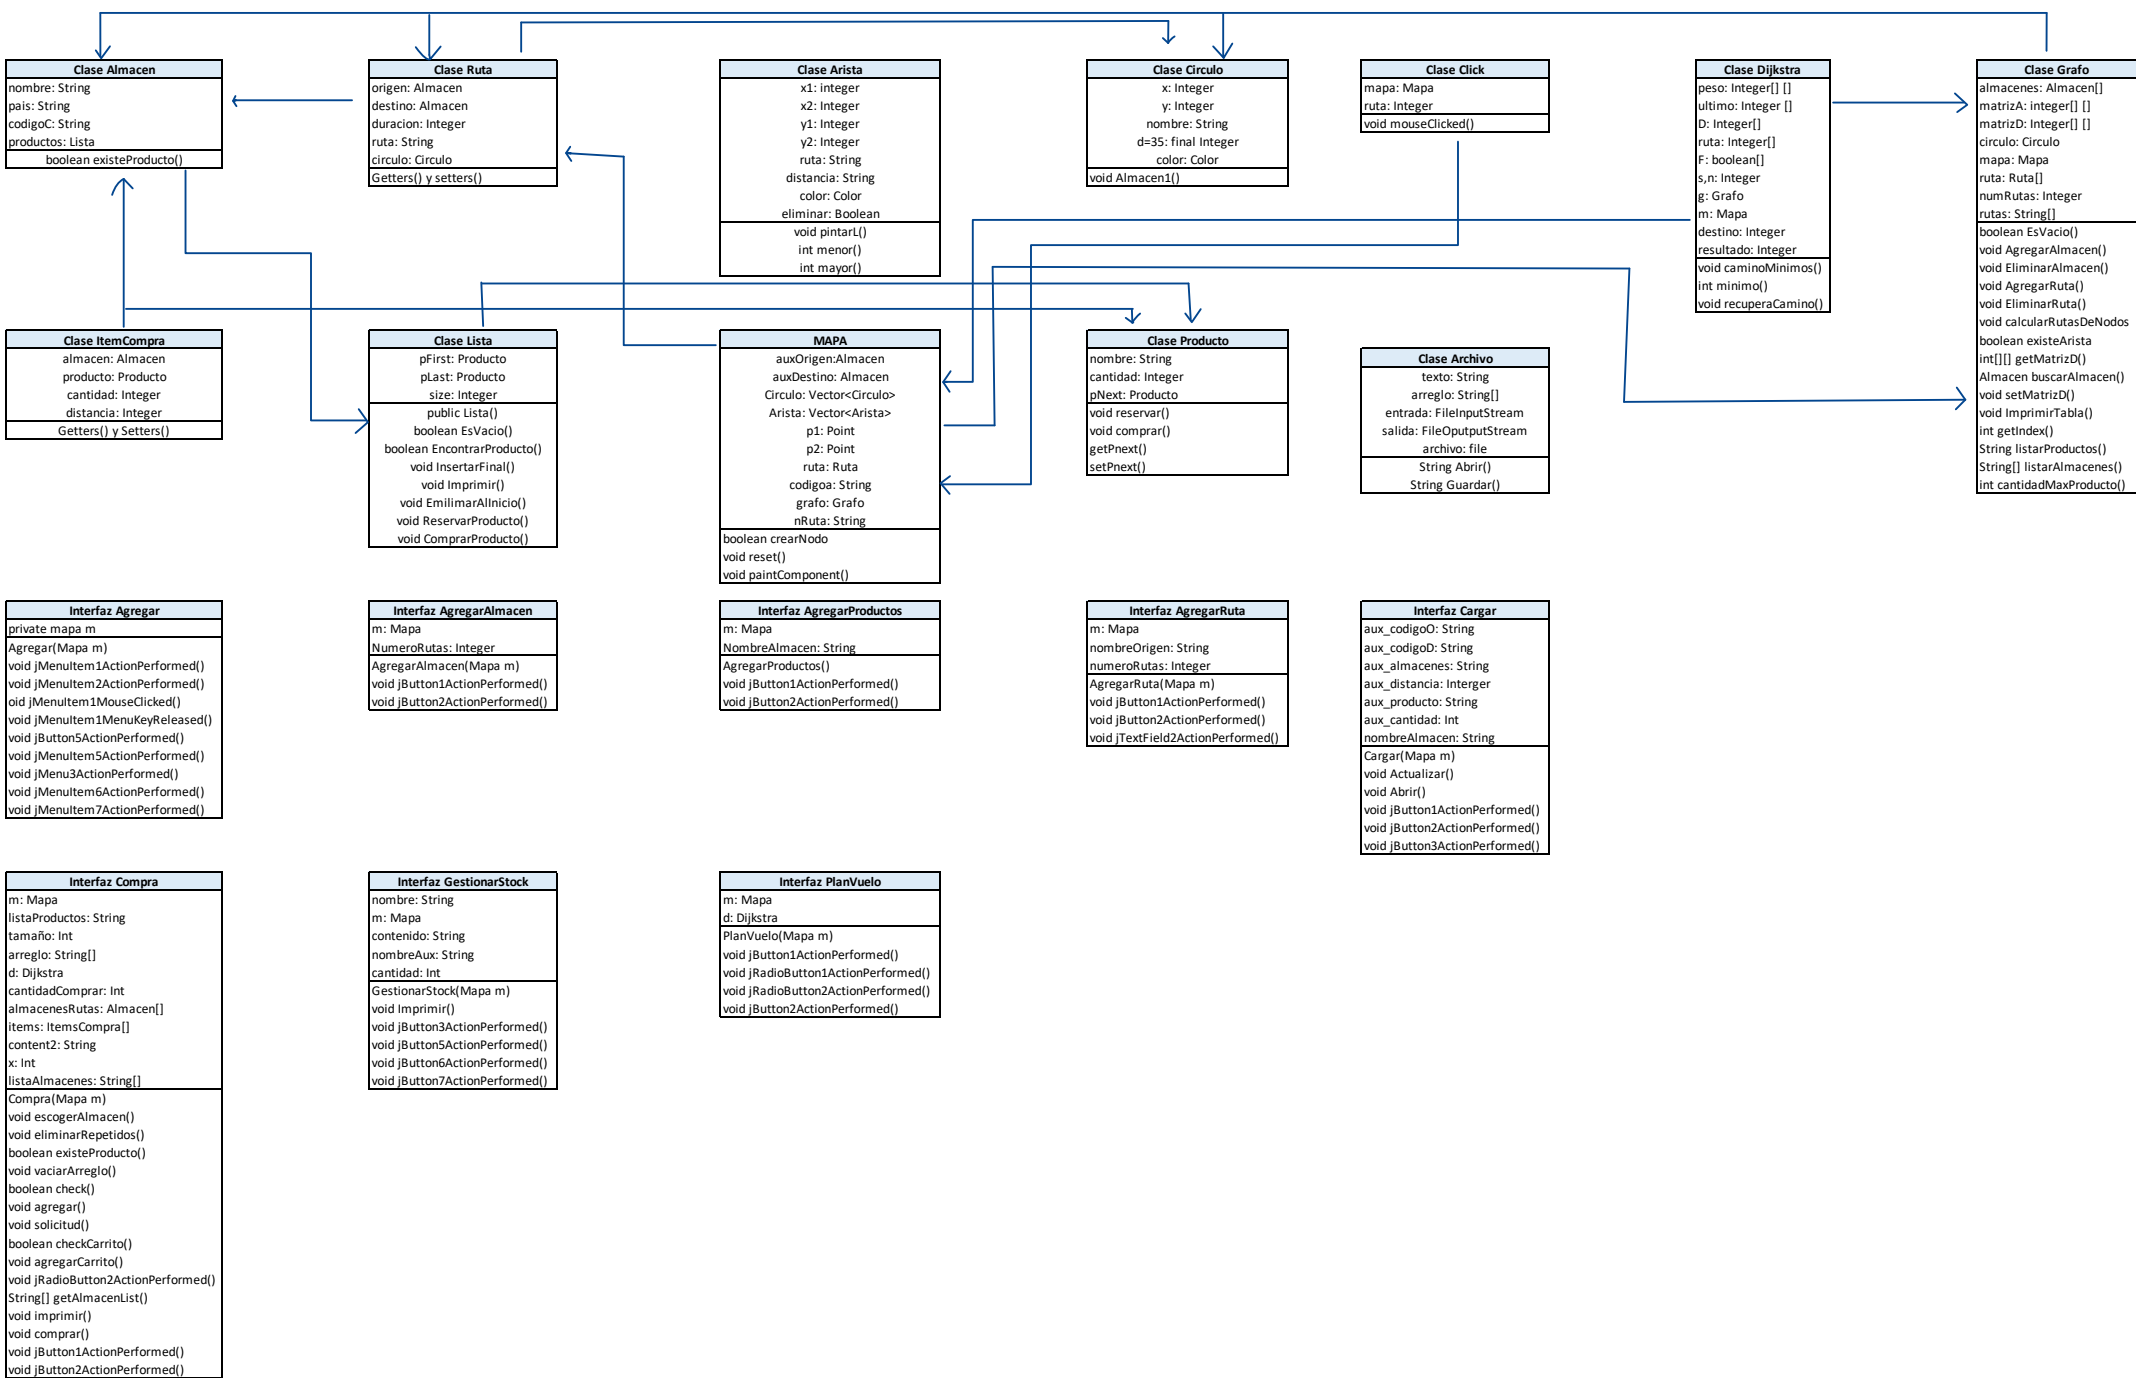 Clase Almacen
nombre: String
pais: String
codigoC: String
productos: Lista
boolean existeProducto()
Clase Ruta
origen: Almacen
destino: Almacen
duracion: Integer
ruta: String
circulo: Circulo
Getters() y setters()
Clase Arista
x1: integer
x2: Integer
y1: Integer
y2: Integer
ruta: String
distancia: String
color: Color
eliminar: Boolean
void pintarL()
int menor()
int mayor()
Clase Circulo
x: Integer
y: Integer
nombre: String
d=35: final Integer
color: Color
void Almacen1()
Clase Click
mapa: Mapa
ruta: Integer
void mouseClicked()
Clase Dijkstra
peso: Integer[] []
ultimo: Integer []
D: Integer[]
ruta: Integer[]
F: boolean[]
s,n: Integer
g: Grafo
m: Mapa
destino: Integer
resultado: Integer
void caminoMinimos()
int minimo()
void recuperaCamino()
Clase Grafo
almacenes: Almacen[]
matrizA: integer[] []
matrizD: Integer[] []
circulo: Circulo
mapa: Mapa
ruta: Ruta[]
numRutas: Integer
rutas: String[]
boolean EsVacio()
void AgregarAlmacen()
void EliminarAlmacen()
void AgregarRuta()
void EliminarRuta()
void calcularRutasDeNodos
boolean existeArista
int[][] getMatrizD()
Almacen buscarAlmacen()
void setMatrizD()
void ImprimirTabla()
int getIndex()
String listarProductos()
String[] listarAlmacenes()
int cantidadMaxProducto()
Clase ItemCompra
almacen: Almacen
producto: Producto
cantidad: Integer
distancia: Integer
Getters() y Setters()
Clase Lista
pFirst: Producto
pLast: Producto
size: Integer
public Lista()
boolean EsVacio()
boolean EncontrarProducto()
void InsertarFinal()
void Imprimir()
void EmilimarAlInicio()
void ReservarProducto()
void ComprarProducto()
MAPA
auxOrigen:Almacen
auxDestino: Almacen
Circulo: Vector<Circulo>
Arista: Vector<Arista>
p1: Point
p2: Point
ruta: Ruta
codigoa: String
grafo: Grafo
nRuta: String
boolean crearNodo
void reset()
void paintComponent()
Clase Producto
nombre: String
cantidad: Integer
pNext: Producto
void reservar()
void comprar()
getPnext()
setPnext()
Clase Archivo
texto: String
arreglo: String[]
entrada: FileInputStream
salida: FileOputputStream
archivo: file
String Abrir()
String Guardar()
Interfaz Agregar
private mapa m
Agregar(Mapa m)
void jMenuItem1ActionPerformed()
void jMenuItem2ActionPerformed()
oid jMenuItem1MouseClicked()
void jMenuItem1MenuKeyReleased()
void jButton5ActionPerformed()
void jMenuItem5ActionPerformed()
void jMenu3ActionPerformed()
void jMenuItem6ActionPerformed()
void jMenuItem7ActionPerformed()
Interfaz AgregarAlmacen
m: Mapa
NumeroRutas: Integer
AgregarAlmacen(Mapa m)
void jButton1ActionPerformed()
void jButton2ActionPerformed()
Interfaz AgregarProductos
m: Mapa
NombreAlmacen: String
AgregarProductos()
void jButton1ActionPerformed()
void jButton2ActionPerformed()
Interfaz AgregarRuta
m: Mapa
nombreOrigen: String
numeroRutas: Integer
AgregarRuta(Mapa m)
void jButton1ActionPerformed()
void jButton2ActionPerformed()
void jTextField2ActionPerformed()
Interfaz Cargar
aux_codigoO: String
aux_codigoD: String
aux_almacenes: String
aux_distancia: Interger
aux_producto: String
aux_cantidad: Int
nombreAlmacen: String
Cargar(Mapa m)
void Actualizar()
void Abrir()
void jButton1ActionPerformed()
void jButton2ActionPerformed()
void jButton3ActionPerformed()
Interfaz Compra
m: Mapa
listaProductos: String
tamaño: Int
arreglo: String[]
d: Dijkstra
cantidadComprar: Int
almacenesRutas: Almacen[]
items: ItemsCompra[]
content2: String
x: Int
listaAlmacenes: String[]
Compra(Mapa m)
void escogerAlmacen()
void eliminarRepetidos()
boolean existeProducto()
void vaciarArreglo()
boolean check()
void agregar()
void solicitud()
boolean checkCarrito()
void agregarCarrito()
void jRadioButton2ActionPerformed()
String[] getAlmacenList()
void imprimir()
void comprar()
void jButton1ActionPerformed()
void jButton2ActionPerformed()
Interfaz GestionarStock
nombre: String
m: Mapa
contenido: String
nombreAux: String
cantidad: Int
GestionarStock(Mapa m)
void Imprimir()
void jButton3ActionPerformed()
void jButton5ActionPerformed()
void jButton6ActionPerformed()
void jButton7ActionPerformed()
Interfaz PlanVuelo
m: Mapa
d: Dijkstra
PlanVuelo(Mapa m)
void jButton1ActionPerformed()
void jRadioButton1ActionPerformed()
void jRadioButton2ActionPerformed()
void jButton2ActionPerformed()